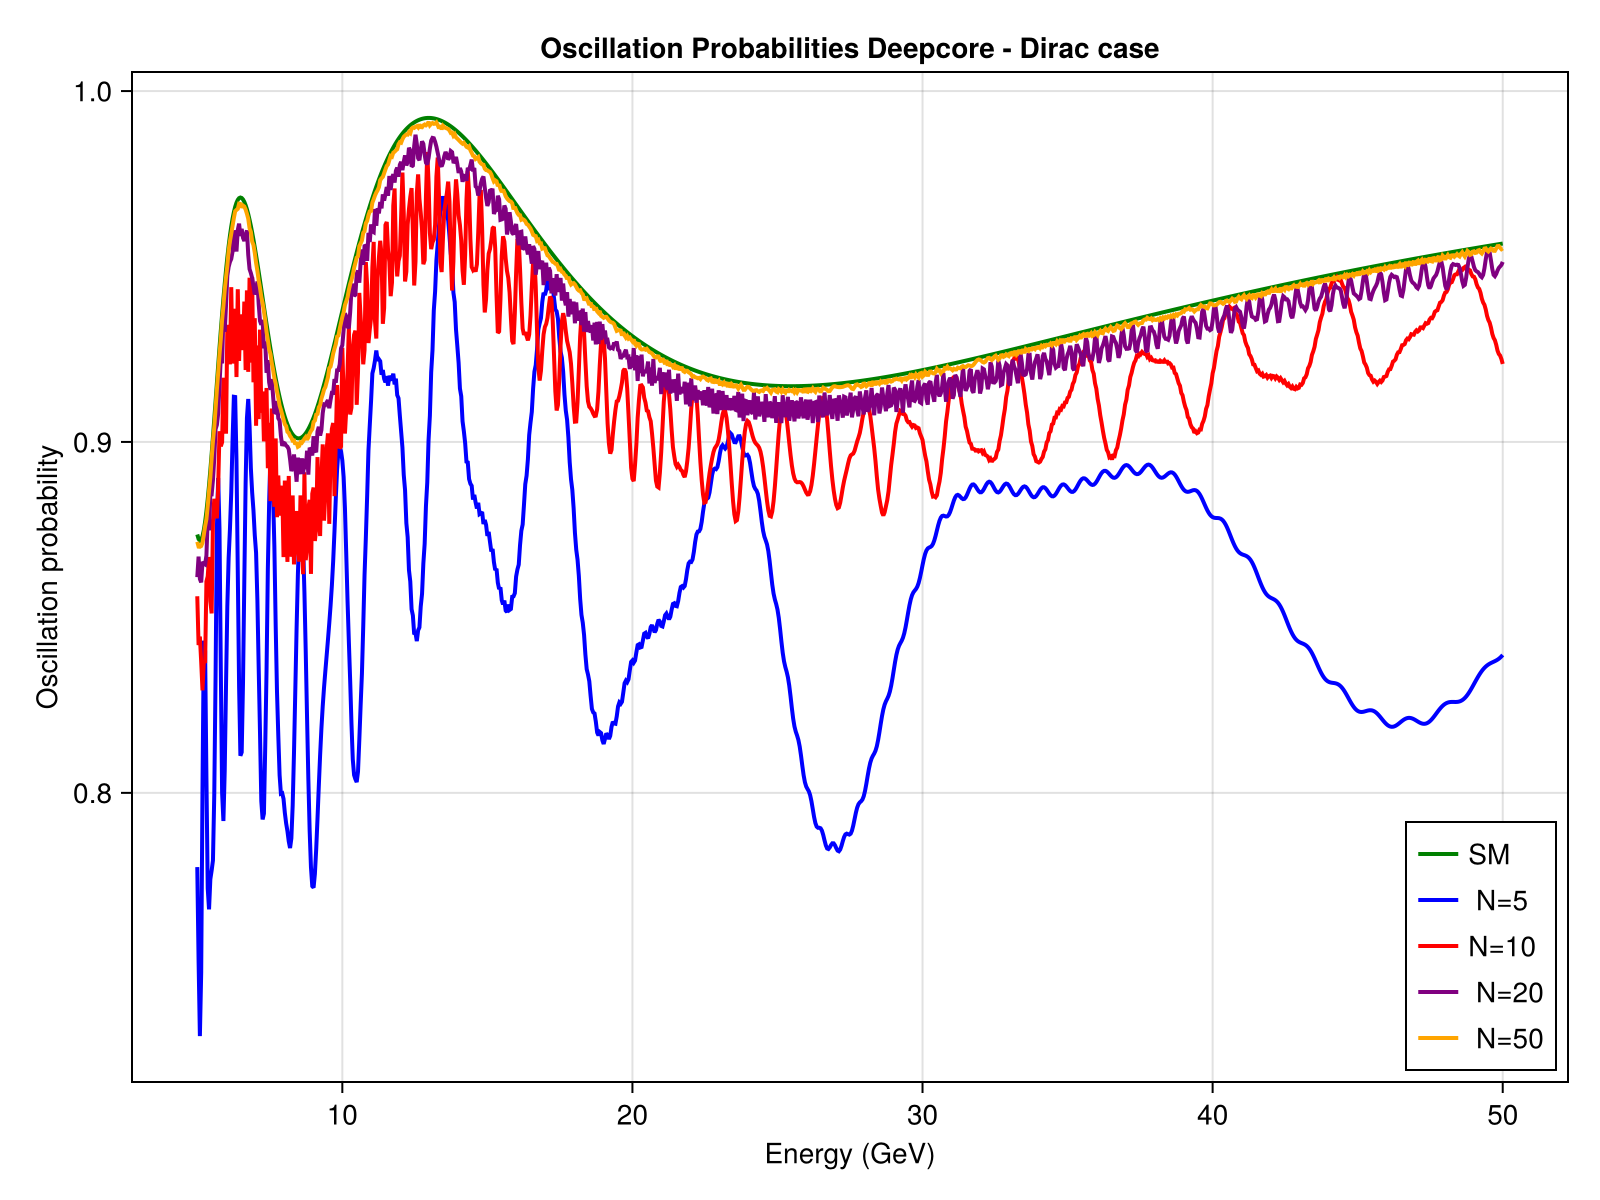 Oscillation Probabilities Deepcore - Dirac case
1.0
0.9
0.8
Oscillation probability
10
20
30
40
50
Energy (GeV)
SM
N=5
N=10
N=20
N=50